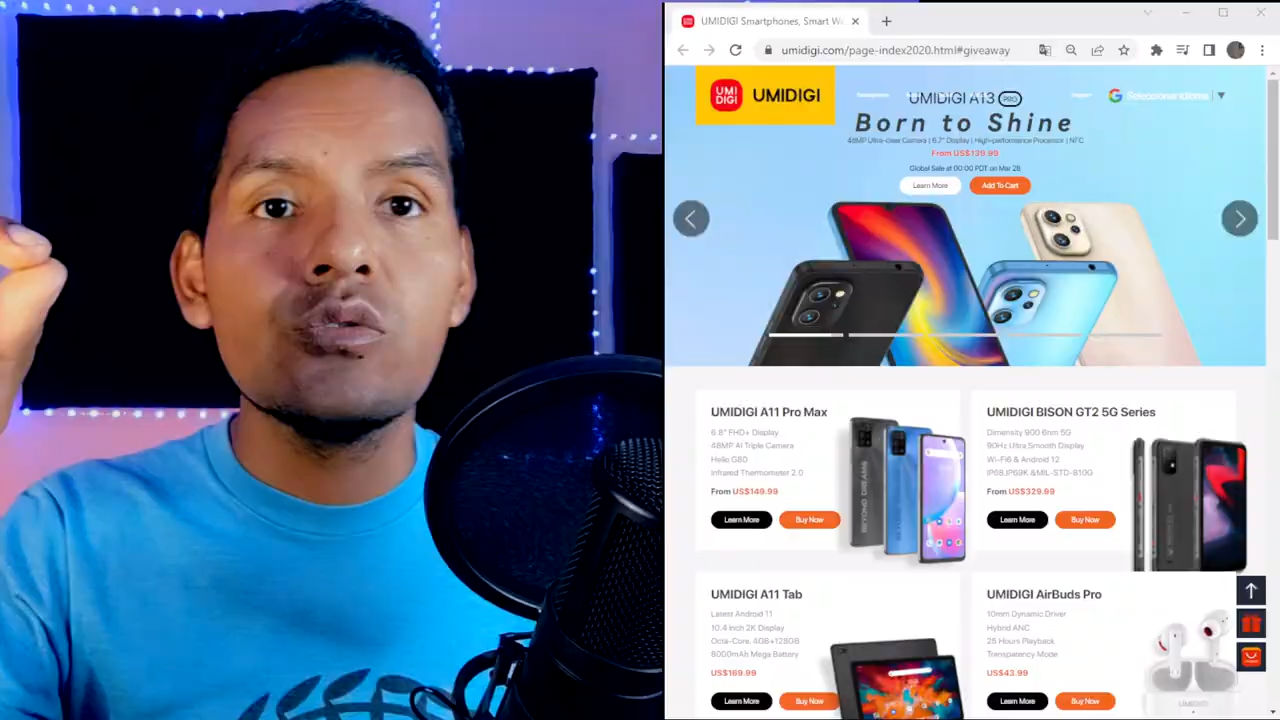 UMIDIGI Smartphones, Smart W
umidigi.com/page-index2020.html#giveaway
UMI
DIGI
UMIDIGI
UMIDIGI A13 PRO
Born to Shine
48MP Ultra-clear Camera | 6.7" Display | High-performance Processor | NFC
From US$139.99
Global Sale at 00:00 PDT on Mar 28
Learn More
Add To Cart
Support
Seleccionar idioma
UMIDIGI A11 Pro Max
6.8" FHD+ Display
48MP AI Triple Camera
Helio G80
Infrared Thermometer 2.0
From US$149.99
Learn More
Buy Now
BEYOND DREAMS
UMIDIGI BISON GT2 5G Series
Dimensity 900 6nm 5G
90Hz Ultra Smooth Display
Wi-Fi6 & Android 12
IP68,IP69K &MIL-STD-810G
From US$329.99
Learn More
Buy Now
UMIDIGI A11 Tab
Latest Android 11
10.4 inch 2K Display
Octa-Core, 4GB+128GB
8000mAh Mega Battery
US$169.99
Learn More
Buy Now
UMIDIGI AirBuds Pro
10mm Dynamic Driver
Hybrid ANC
25 Hours Playback
Transparency Mode
US$43.99
Learn More
Buy Now
UMIDIGI